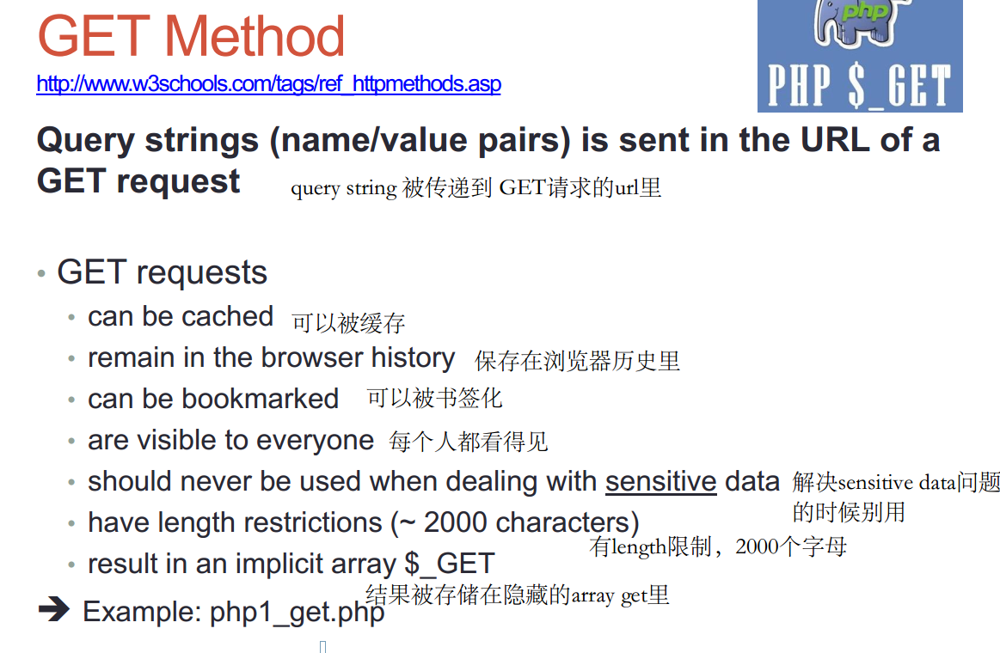 GET Method
php
PHP $_GET
http://www.w3schools.com/tags/ref_httpmethods.asp
Query strings (name/value pairs) is sent in the URL of a
GET request
query string 被传递到 GET请求的url里
• GET requests
• can be cached
可以被缓存
• remain in the browser history
保存在浏览器历史里
• can be bookmarked
可以被书签化
• are visible to everyone
每个人都看得见
• should never be used when dealing with sensitive data
解决sensitive data问题
的时候别用
• have length restrictions (~ 2000 characters)
有length限制，2000个字母
• result in an implicit array $_GET
结果被存储在隐藏的array get里
➔ Example: php1_get.php